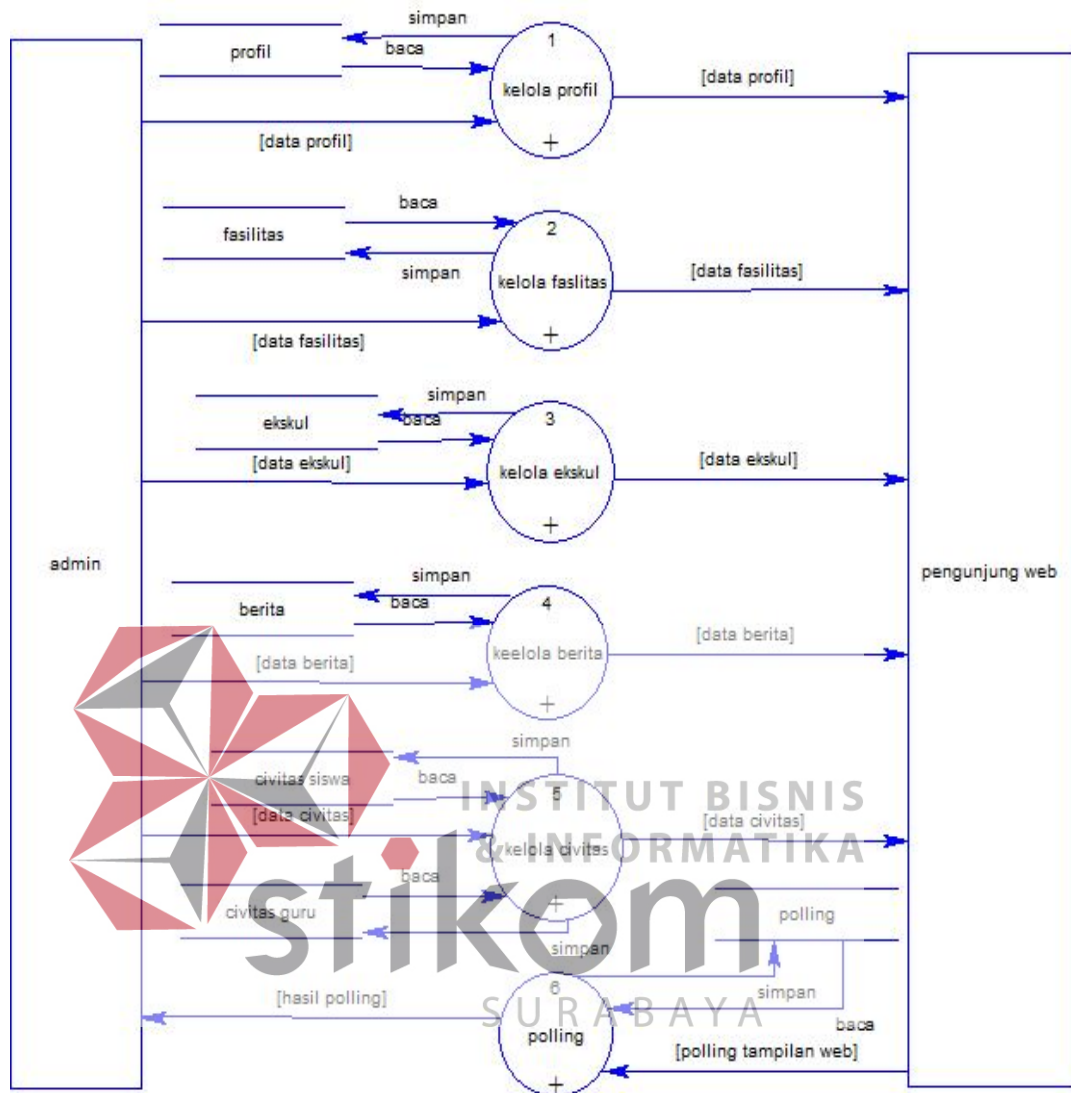 simpan
1
profil
baca
kelola profil
[data profil]
[data profil]
+
baca
2
fasilitas
simpan
kelola faslitas
[data fasilitas]
[data fasilitas]
+
simpan
3
ekskul
baca
[data ekskul]
kelola ekskul
[data ekskul]
+
admin
pengunjung web
simpan
4
berita
baca
keelola berita
[data berita]
[data berita]
+
simpan
civitas siswa
baca
5
INSTITUT BISNIS
& INFORMATIKA
[data civitas]
kelola civitas
[data civitas]
baca
+
stikom
SURABAYA
civitas guru
simpan
polling
6
[hasil polling]
simpan
baca
polling
[polling tampilan web]
+